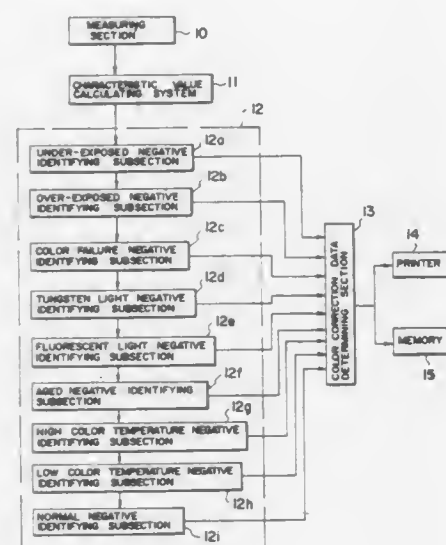 MEASURING
SECTION
10
CHARACTERISTIC VALUE
CALCULATING SYSTEM
11
12
UNDER-EXPOSED NEGATIVE
IDENTIFYING SUBSECTION
12a
OVER-EXPOSED NEGATIVE
IDENTIFYING SUBSECTION
12b
COLOR FAILURE NEGATIVE
IDENTIFYING SUBSECTION
12c
TUNGSTEN LIGHT NEGATIVE
IDENTIFYING SUBSECTION
12d
FLUORESCENT LIGHT NEGATIVE
IDENTIFYING SUBSECTION
12e
AGED NEGATIVE IDENTIFYING
SUBSECTION
12f
HIGH COLOR TEMPERATURE NEGATIVE
IDENTIFYING SUBSECTION
12g
LOW COLOR TEMPERATURE NEGATIVE
IDENTIFYING SUBSECTION
12h
NORMAL NEGATIVE
IDENTIFYING SUBSECTION
12i
13
COLOR CORRECTION DATA
DETERMINING SECTION
14
PRINTER
MEMORY
15